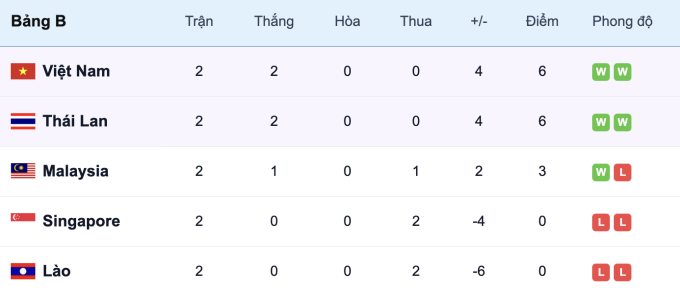 Bảng B Trận Thắng Hòa Thua +/- Điểm Phong độ
Việt Nam 2 2 0 0 4 6 W W
Thái Lan 2 2 0 0 4 6 W W
Malaysia 2 1 0 1 2 3 W L
Singapore 2 0 0 2 -4 0 L L
Lào 2 0 0 2 -6 0 L L